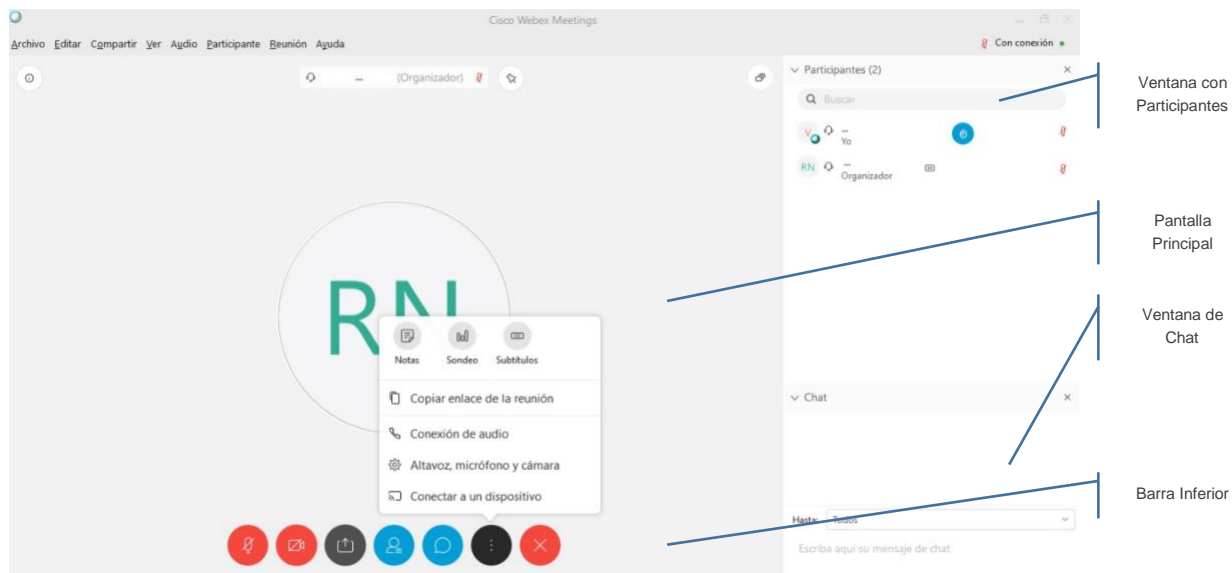 Cisco Webex Meetings
Archivo Editar Compartir Ver Audio Participante Reunión Ayuda
Con conexión
... (Organizador)
Participantes (2)
Buscar
V ...
Yo
RN ...
Organizador
Ventana con
Participantes
Pantalla
Principal
RN
Notas Sondeo Subtítulos
Copiar enlace de la reunión
Conexión de audio
Altavoz, micrófono y cámara
Conectar a un dispositivo
Ventana de
Chat
Chat
Hasta: Todos
Escriba aquí su mensaje de chat
Barra Inferior